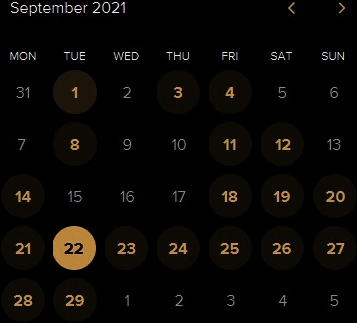 September 2021 < >
MON TUE WED THU FRI SAT SUN
31 1 2 3 4 5 6
7 8 9 10 11 12 13
14 15 16 17 18 19 20
21 22 23 24 25 26 27
28 29 1 2 3 4 5